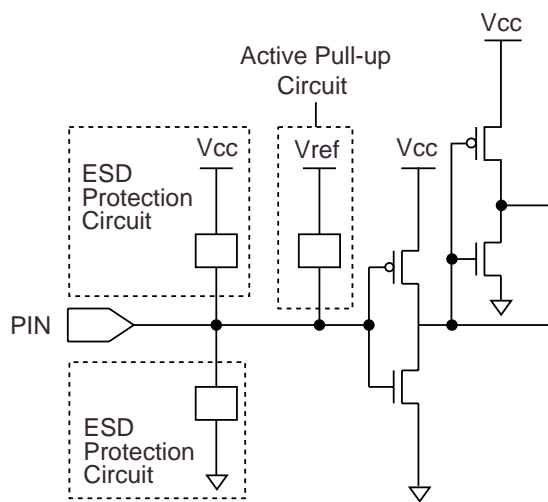 Vcc
Active Pull-up
Circuit
Vcc
Vref
Vcc
ESD
Protection
Circuit
PIN
ESD
Protection
Circuit